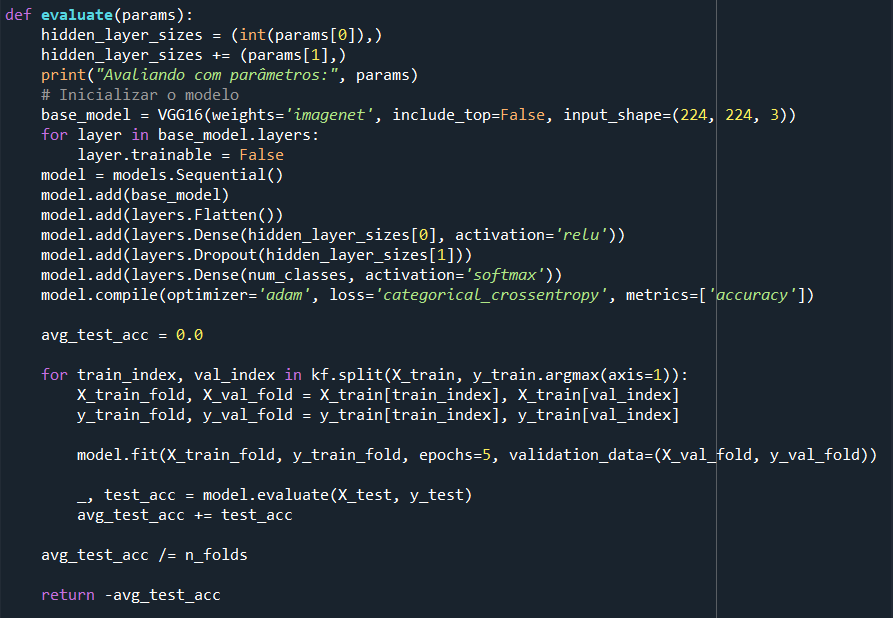 def evaluate(params):
    hidden_layer_sizes = (int(params[0]),)
    hidden_layer_sizes += (params[1],)
    print("Avaliando com parâmetros:", params)
    # Inicializar o modelo
    base_model = VGG16(weights='imagenet', include_top=False, input_shape=(224, 224, 3))
    for layer in base_model.layers:
        layer.trainable = False
    model = models.Sequential()
    model.add(base_model)
    model.add(layers.Flatten())
    model.add(layers.Dense(hidden_layer_sizes[0], activation='relu'))
    model.add(layers.Dropout(hidden_layer_sizes[1]))
    model.add(layers.Dense(num_classes, activation='softmax'))
    model.compile(optimizer='adam', loss='categorical_crossentropy', metrics=['accuracy'])

    avg_test_acc = 0.0

    for train_index, val_index in kf.split(X_train, y_train.argmax(axis=1)):
        X_train_fold, X_val_fold = X_train[train_index], X_train[val_index]
        y_train_fold, y_val_fold = y_train[train_index], y_train[val_index]

        model.fit(X_train_fold, y_train_fold, epochs=5, validation_data=(X_val_fold, y_val_fold))

        _, test_acc = model.evaluate(X_test, y_test)
        avg_test_acc += test_acc

    avg_test_acc /= n_folds

    return -avg_test_acc